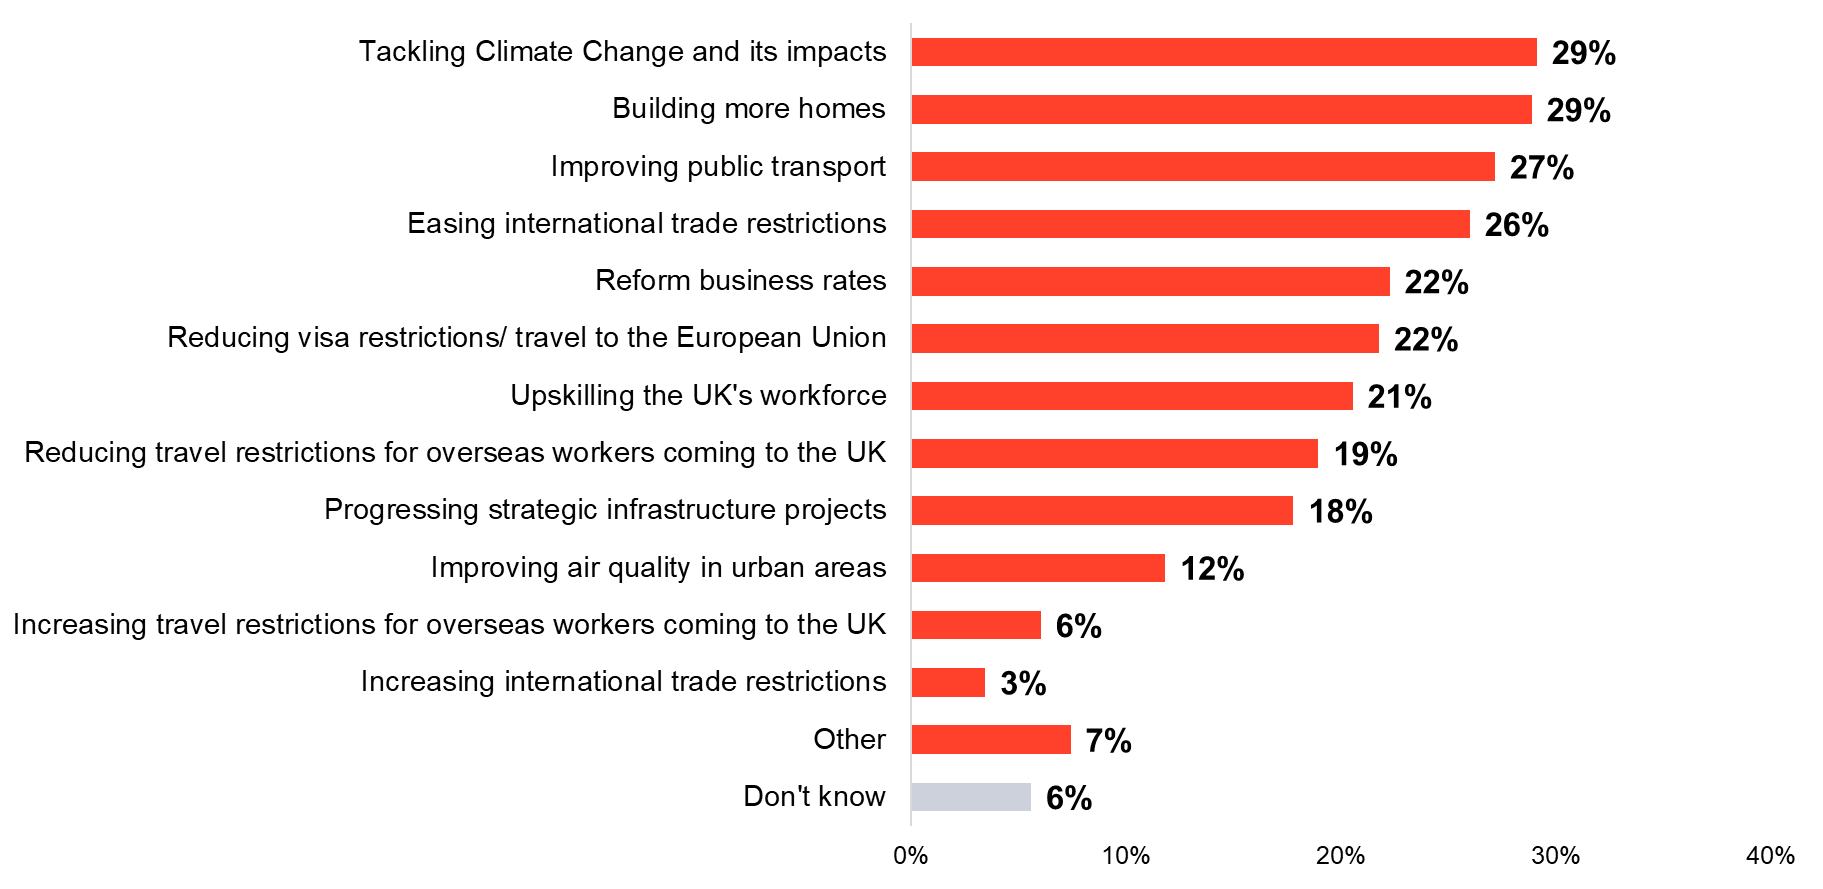 Tackling Climate Change and its impacts 29%
Building more homes 29%
Improving public transport 27%
Easing international trade restrictions 26%
Reform business rates 22%
Reducing visa restrictions/ travel to the European Union 22%
Upskilling the UK's workforce 21%
Reducing travel restrictions for overseas workers coming to the UK 19%
Progressing strategic infrastructure projects 18%
Improving air quality in urban areas 12%
Increasing travel restrictions for overseas workers coming to the UK 6%
Increasing international trade restrictions 3%
Other 7%
Don't know 6%
0% 10% 20% 30% 40%